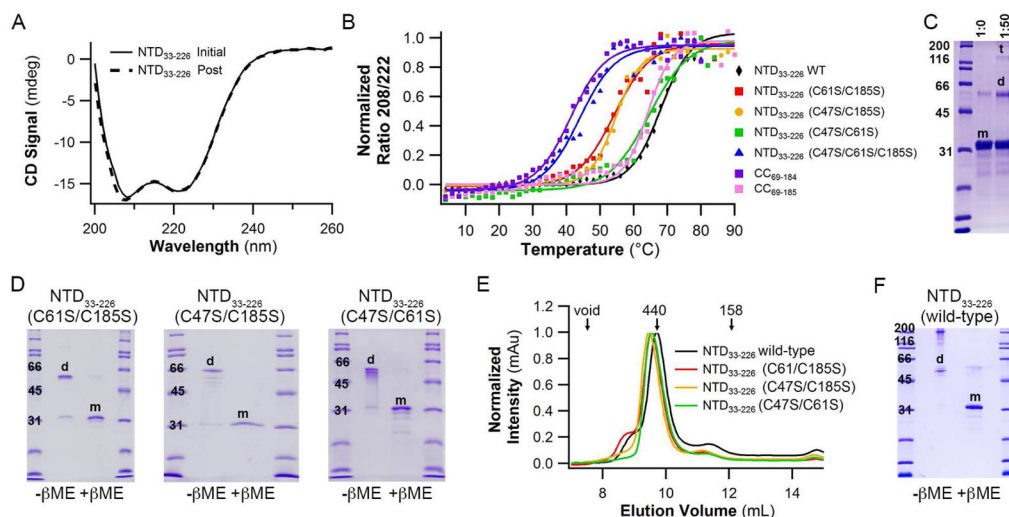 A
CD Signal (mdeg)
0
-5
-10
-15
NTD33-226 Initial
NTD33-226 Post
200 220 240 260
Wavelength (nm)
B
Normalized
Ratio 208/222
1.0
0.8
0.6
0.4
0.2
0.0
10 20 30 40 50 60 70 80 90
Temperature (°C)
NTD33-226 WT
NTD33-226 (C61S/C185S)
NTD33-226 (C47S/C185S)
NTD33-226 (C47S/C61S)
NTD33-226 (C47S/C61S/C185S)
CC69-184
CC69-185
C
1:0 1:50
200
116
66
45
31
t
d
m
D
NTD33-226
(C61S/C185S)
66
45
31
d
m
-βME +βME
NTD33-226
(C47S/C185S)
66
45
31
d
m
-βME +βME
NTD33-226
(C47S/C61S)
66
45
31
d
m
-βME +βME
E
Normalized
Intensity (mAu)
1.2
1.0
0.8
0.6
0.4
0.2
0.0
void 440 158
NTD33-226 wild-type
NTD33-226 (C61/C185S)
NTD33-226 (C47S/C185S)
NTD33-226 (C47S/C61S)
8 10 12 14
Elution Volume (mL)
F
NTD33-226
(wild-type)
200
116
66
45
31
d
m
-βME +βME